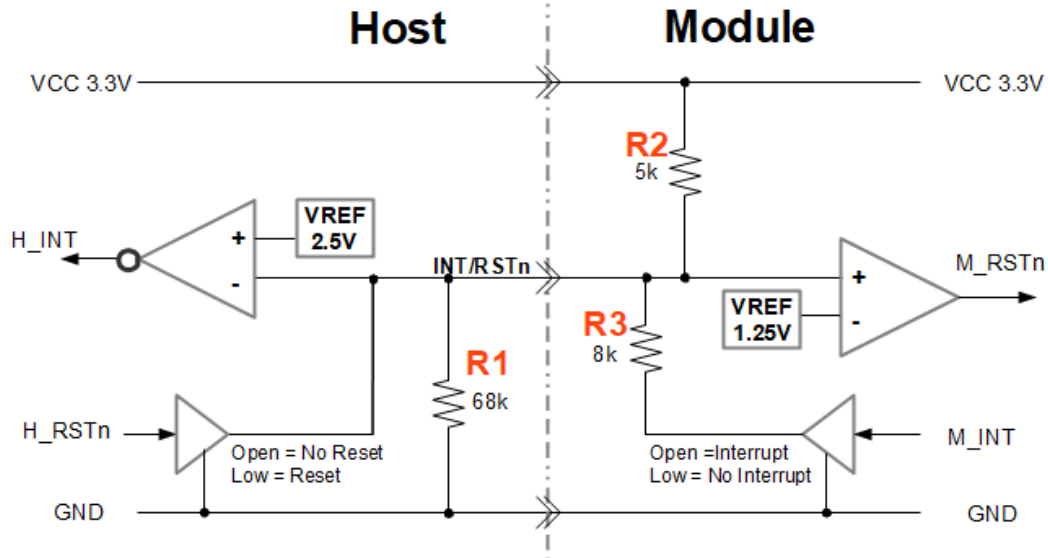 Host
Module
VCC 3.3V
VCC 3.3V
R2
5k
VREF
2.5V
+
-
H_INT
INT/RSTn
M_RSTn
+
-
VREF
1.25V
R3
8k
R1
68k
H_RSTn
Open = No Reset
Low = Reset
Open =Interrupt
Low = No Interrupt
M_INT
GND
GND